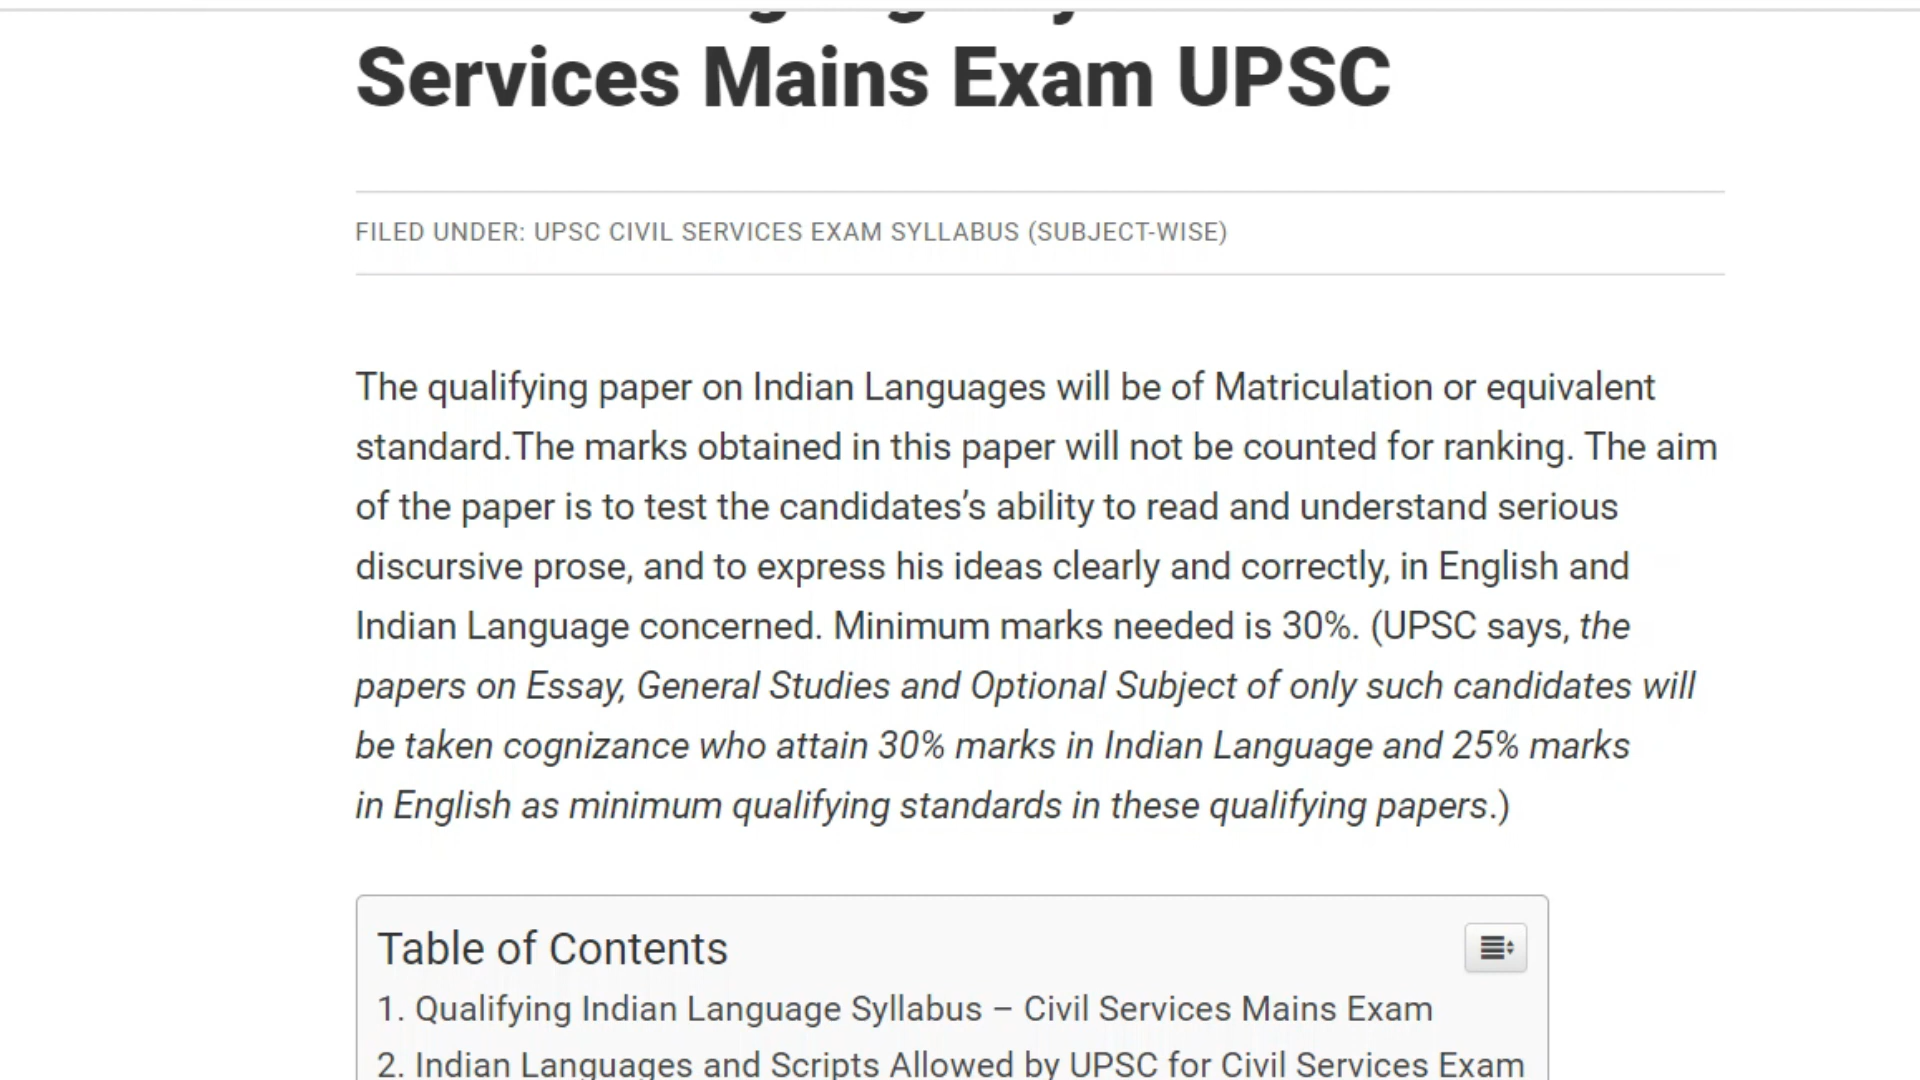 Services Mains Exam UPSC
FILED UNDER: UPSC CIVIL SERVICES EXAM SYLLABUS (SUBJECT-WISE)
The qualifying paper on Indian Languages will be of Matriculation or equivalent
standard.The marks obtained in this paper will not be counted for ranking. The aim
of the paper is to test the candidates’s ability to read and understand serious
discursive prose, and to express his ideas clearly and correctly, in English and
Indian Language concerned. Minimum marks needed is 30%. (UPSC says, the
papers on Essay, General Studies and Optional Subject of only such candidates will
be taken cognizance who attain 30% marks in Indian Language and 25% marks
in English as minimum qualifying standards in these qualifying papers.)
Table of Contents
1. Qualifying Indian Language Syllabus – Civil Services Mains Exam
2. Indian Languages and Scripts Allowed by UPSC for Civil Services Exam